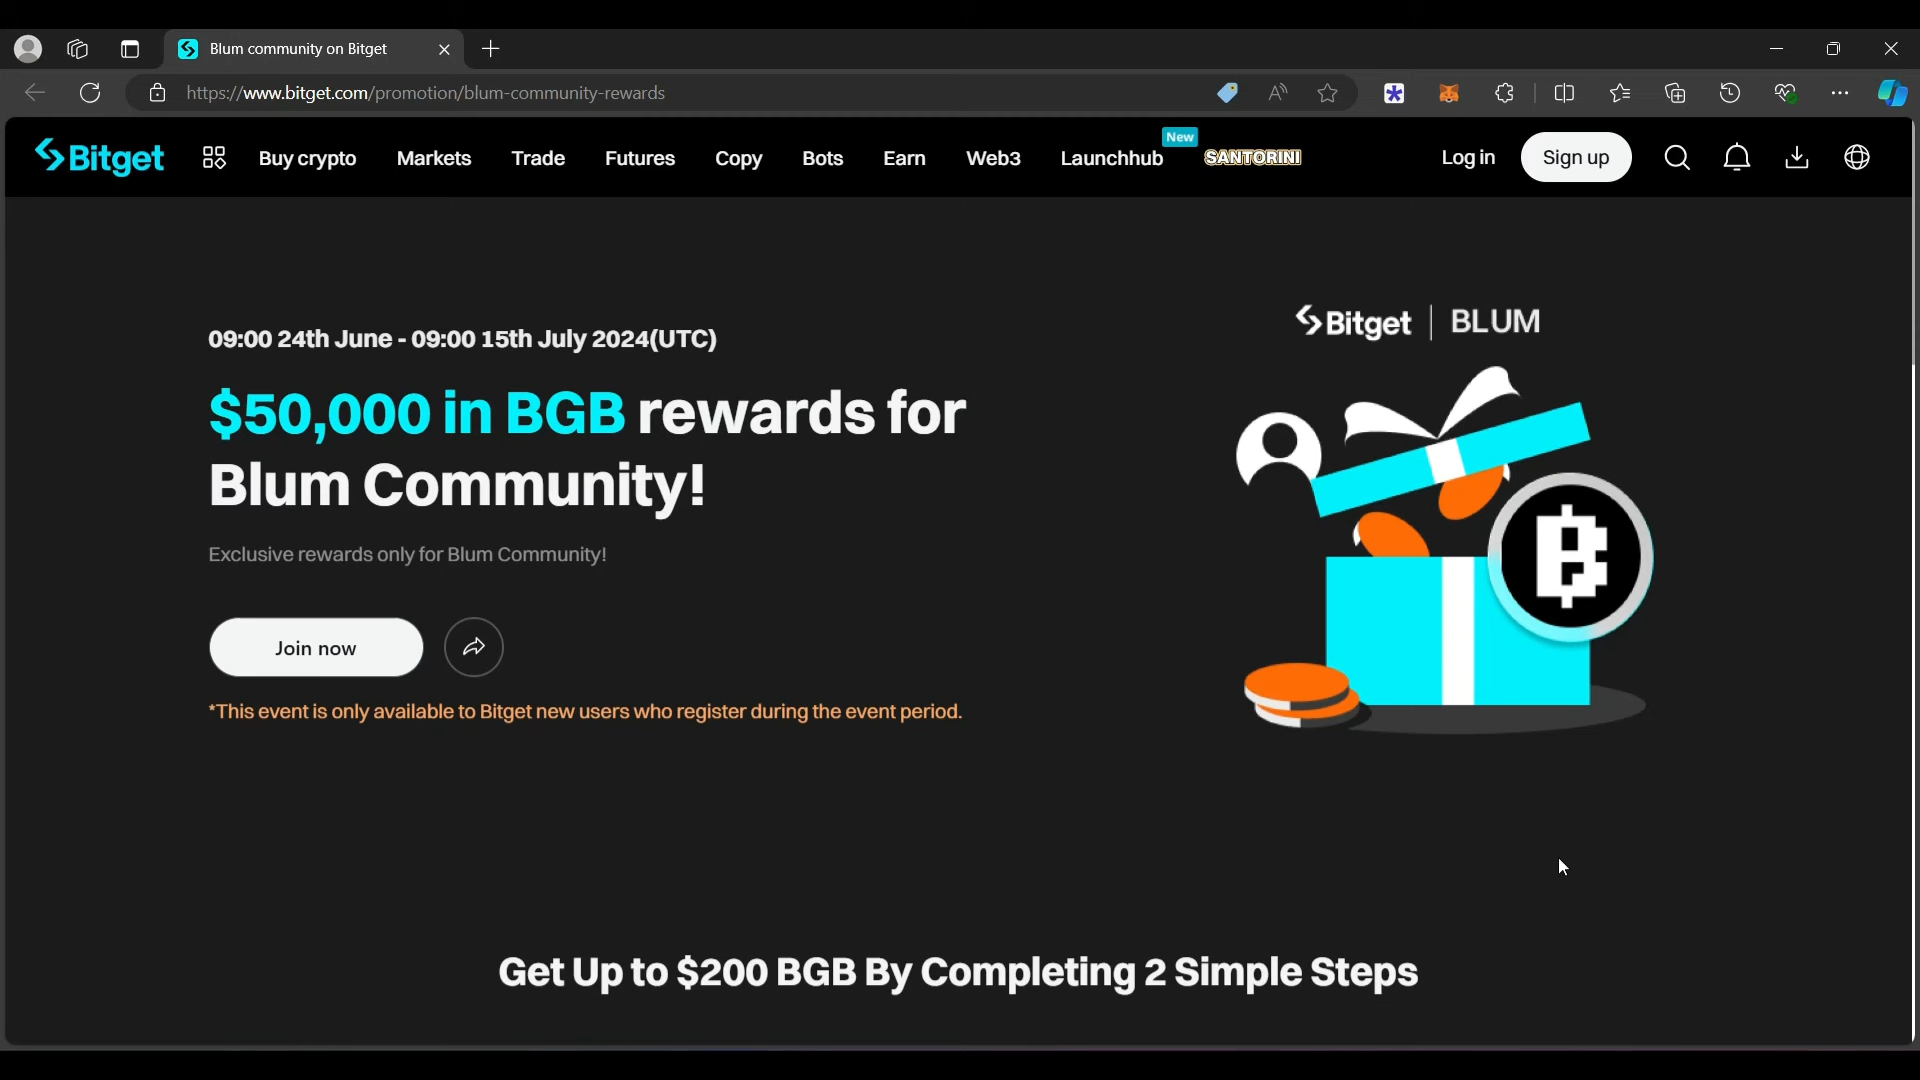 Blum community on Bitget
https://www.bitget.com/promotion/blum-community-rewards
Bitget Buy crypto Markets Trade Futures Copy Bots Earn Web3 Launchhub New SANTORINI Log in Sign up
Bitget | BLUM
09:00 24th June - 09:00 15th July 2024(UTC)
$50,000 in BGB rewards for
Blum Community!
Exclusive rewards only for Blum Community!
Join now
*This event is only available to Bitget new users who register during the event period.
Get Up to $200 BGB By Completing 2 Simple Steps